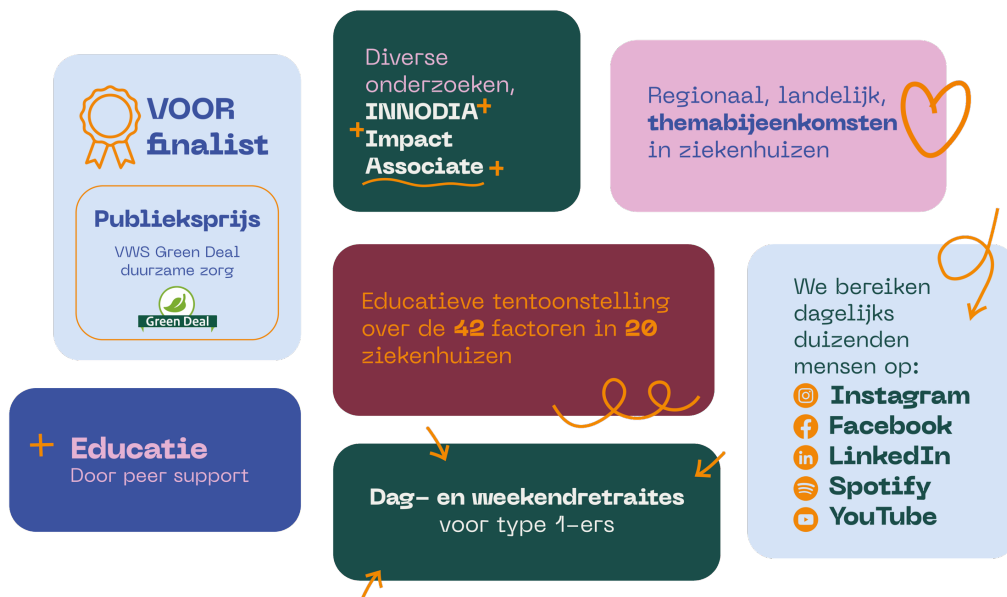 VOOR
finalist
Publieksprijs
VWS Green Deal
duurzame zorg
Green Deal
Diverse
onderzoeken,
INNODIA
Impact
Associate
Regionaal, landelijk,
themabijeenkomsten
in ziekenhuizen
Educatieve tentoonstelling
over de 42 factoren in 20
ziekenhuizen
We bereiken
dagelijks
duizenden
mensen op:
Instagram
Facebook
LinkedIn
Spotify
YouTube
Educatie
Door peer support
Dag- en weekendretraites
voor type 1-ers